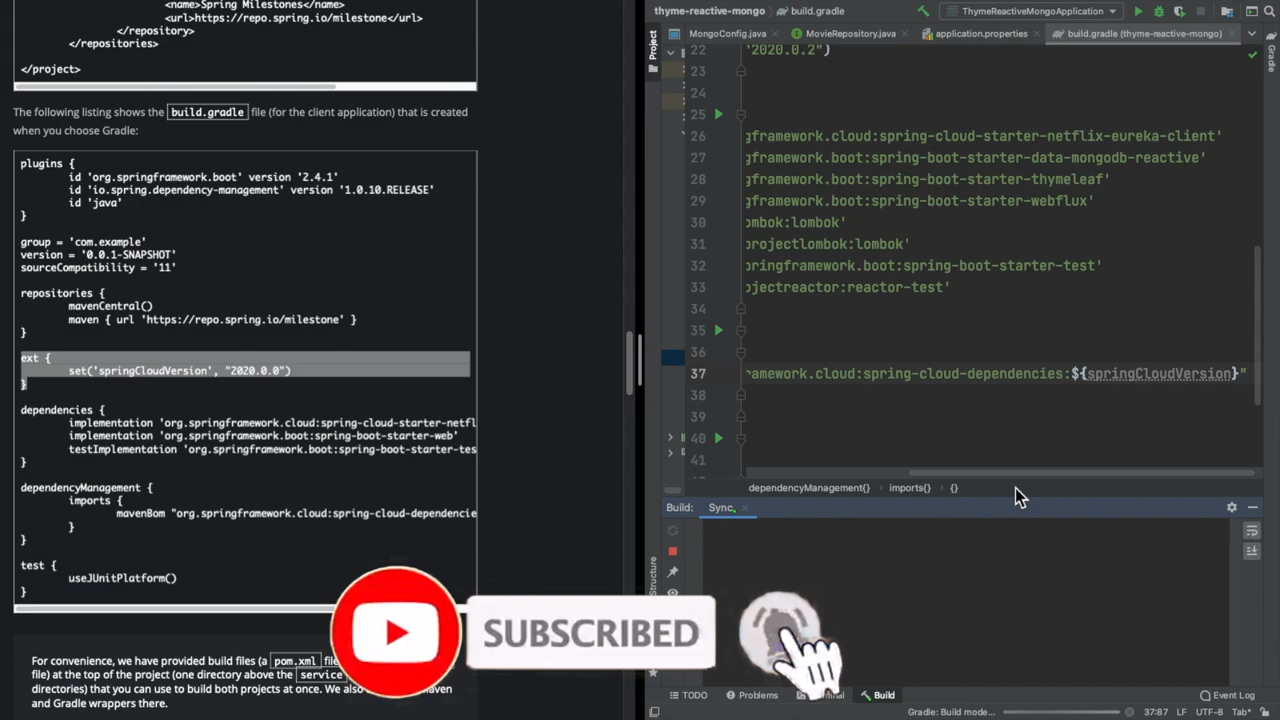 <name>Spring Milestones</name>
<url>https://repo.spring.io/milestone</url>
</repository>
</repositories>
</project>
The following listing shows the build.gradle file (for the client application) that is created
when you choose Gradle:
plugins {
id 'org.springframework.boot' version '2.4.1'
id 'io.spring.dependency-management' version '1.0.10.RELEASE'
id 'java'
}
group = 'com.example'
version = '0.0.1-SNAPSHOT'
sourceCompatibility = '11'
repositories {
mavenCentral()
maven { url 'https://repo.spring.io/milestone' }
}
ext {
set('springCloudVersion', "2020.0.0")
}
dependencies {
implementation 'org.springframework.cloud:spring-cloud-starter-netfl
implementation 'org.springframework.boot:spring-boot-starter-web'
testImplementation 'org.springframework.boot:spring-boot-starter-tes
}
dependencyManagement {
imports {
mavenBom "org.springframework.cloud:spring-cloud-dependencie
}
}
test {
useJUnitPlatform()
}
For convenience, we have provided build files (a pom.xml
file) at the top of the project (one directory above the service
directories) that you can use to build both projects at once. We also
and Gradle wrappers there.
thyme-reactive-mongo build.gradle ThymeReactiveMongoApplication
MongoConfig.java MovieRepository.java application.properties build.gradle (thyme-reactive-mongo)
Project
Gradle
22 "2020.0.2")
23
24
25
26 gframework.cloud:spring-cloud-starter-netflix-eureka-client'
27 gframework.boot:spring-boot-starter-data-mongodb-reactive'
28 gframework.boot:spring-boot-starter-thymeleaf'
29 gframework.boot:spring-boot-starter-webflux'
30 ombok:lombok'
31 projectlombok:lombok'
32 pringframework.boot:spring-boot-starter-test'
33 ojectreactor:reactor-test'
34
35
36
37 ramework.cloud:spring-cloud-dependencies:${springCloudVersion}"
38
39
40
41
dependencyManagement{} imports{} {}
Build: Sync
Structure
SUBSCRIBED
TODO Problems Build Event Log
Gradle: Build mode... 37:87 LF UTF-8 Tab*